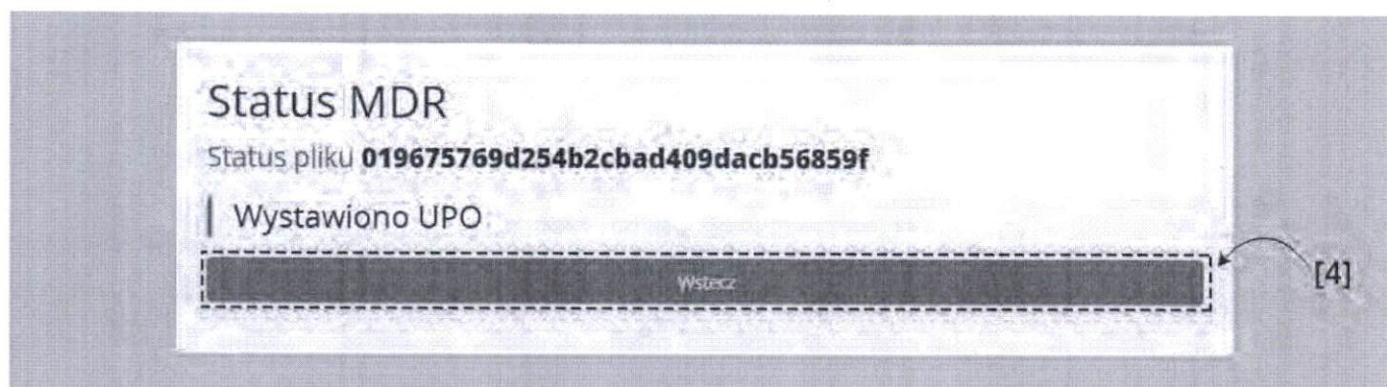 Status MDR
Status pliku 019675769d254b2cbad409dacb56859f
Wystawiono UPO
Wstecz
[4]